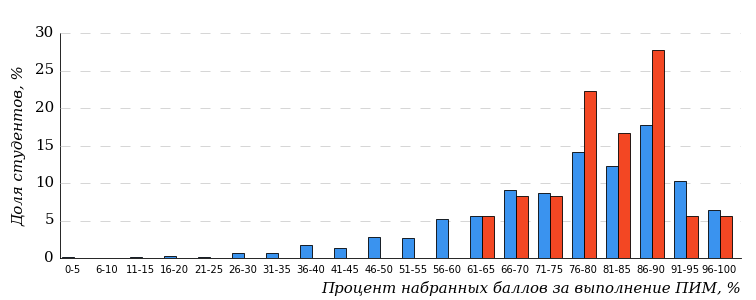 Доля студентов, %
30
25
20
15
10
5
0
0-5 6-10 11-15 16-20 21-25 26-30 31-35 36-40 41-45 46-50 51-55 56-60 61-65 66-70 71-75 76-80 81-85 86-90 91-95 96-100
Процент набранных баллов за выполнение ПИМ, %